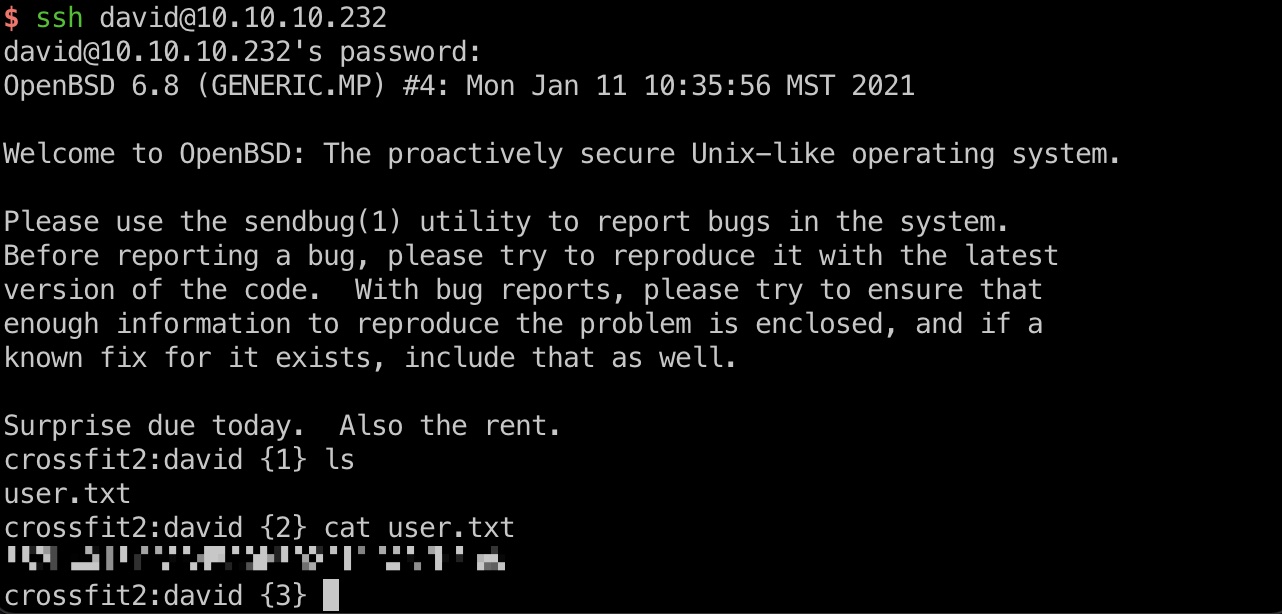 $ ssh david@10.10.10.232
david@10.10.10.232's password:
OpenBSD 6.8 (GENERIC.MP) #4: Mon Jan 11 10:35:56 MST 2021
Welcome to OpenBSD: The proactively secure Unix-like operating system.
Please use the sendbug(1) utility to report bugs in the system.
Before reporting a bug, please try to reproduce it with the latest
version of the code.  With bug reports, please try to ensure that
enough information to reproduce the problem is enclosed, and if a
known fix for it exists, include that as well.
Surprise due today.  Also the rent.
crossfit2:david {1} ls
user.txt
crossfit2:david {2} cat user.txt
crossfit2:david {3}